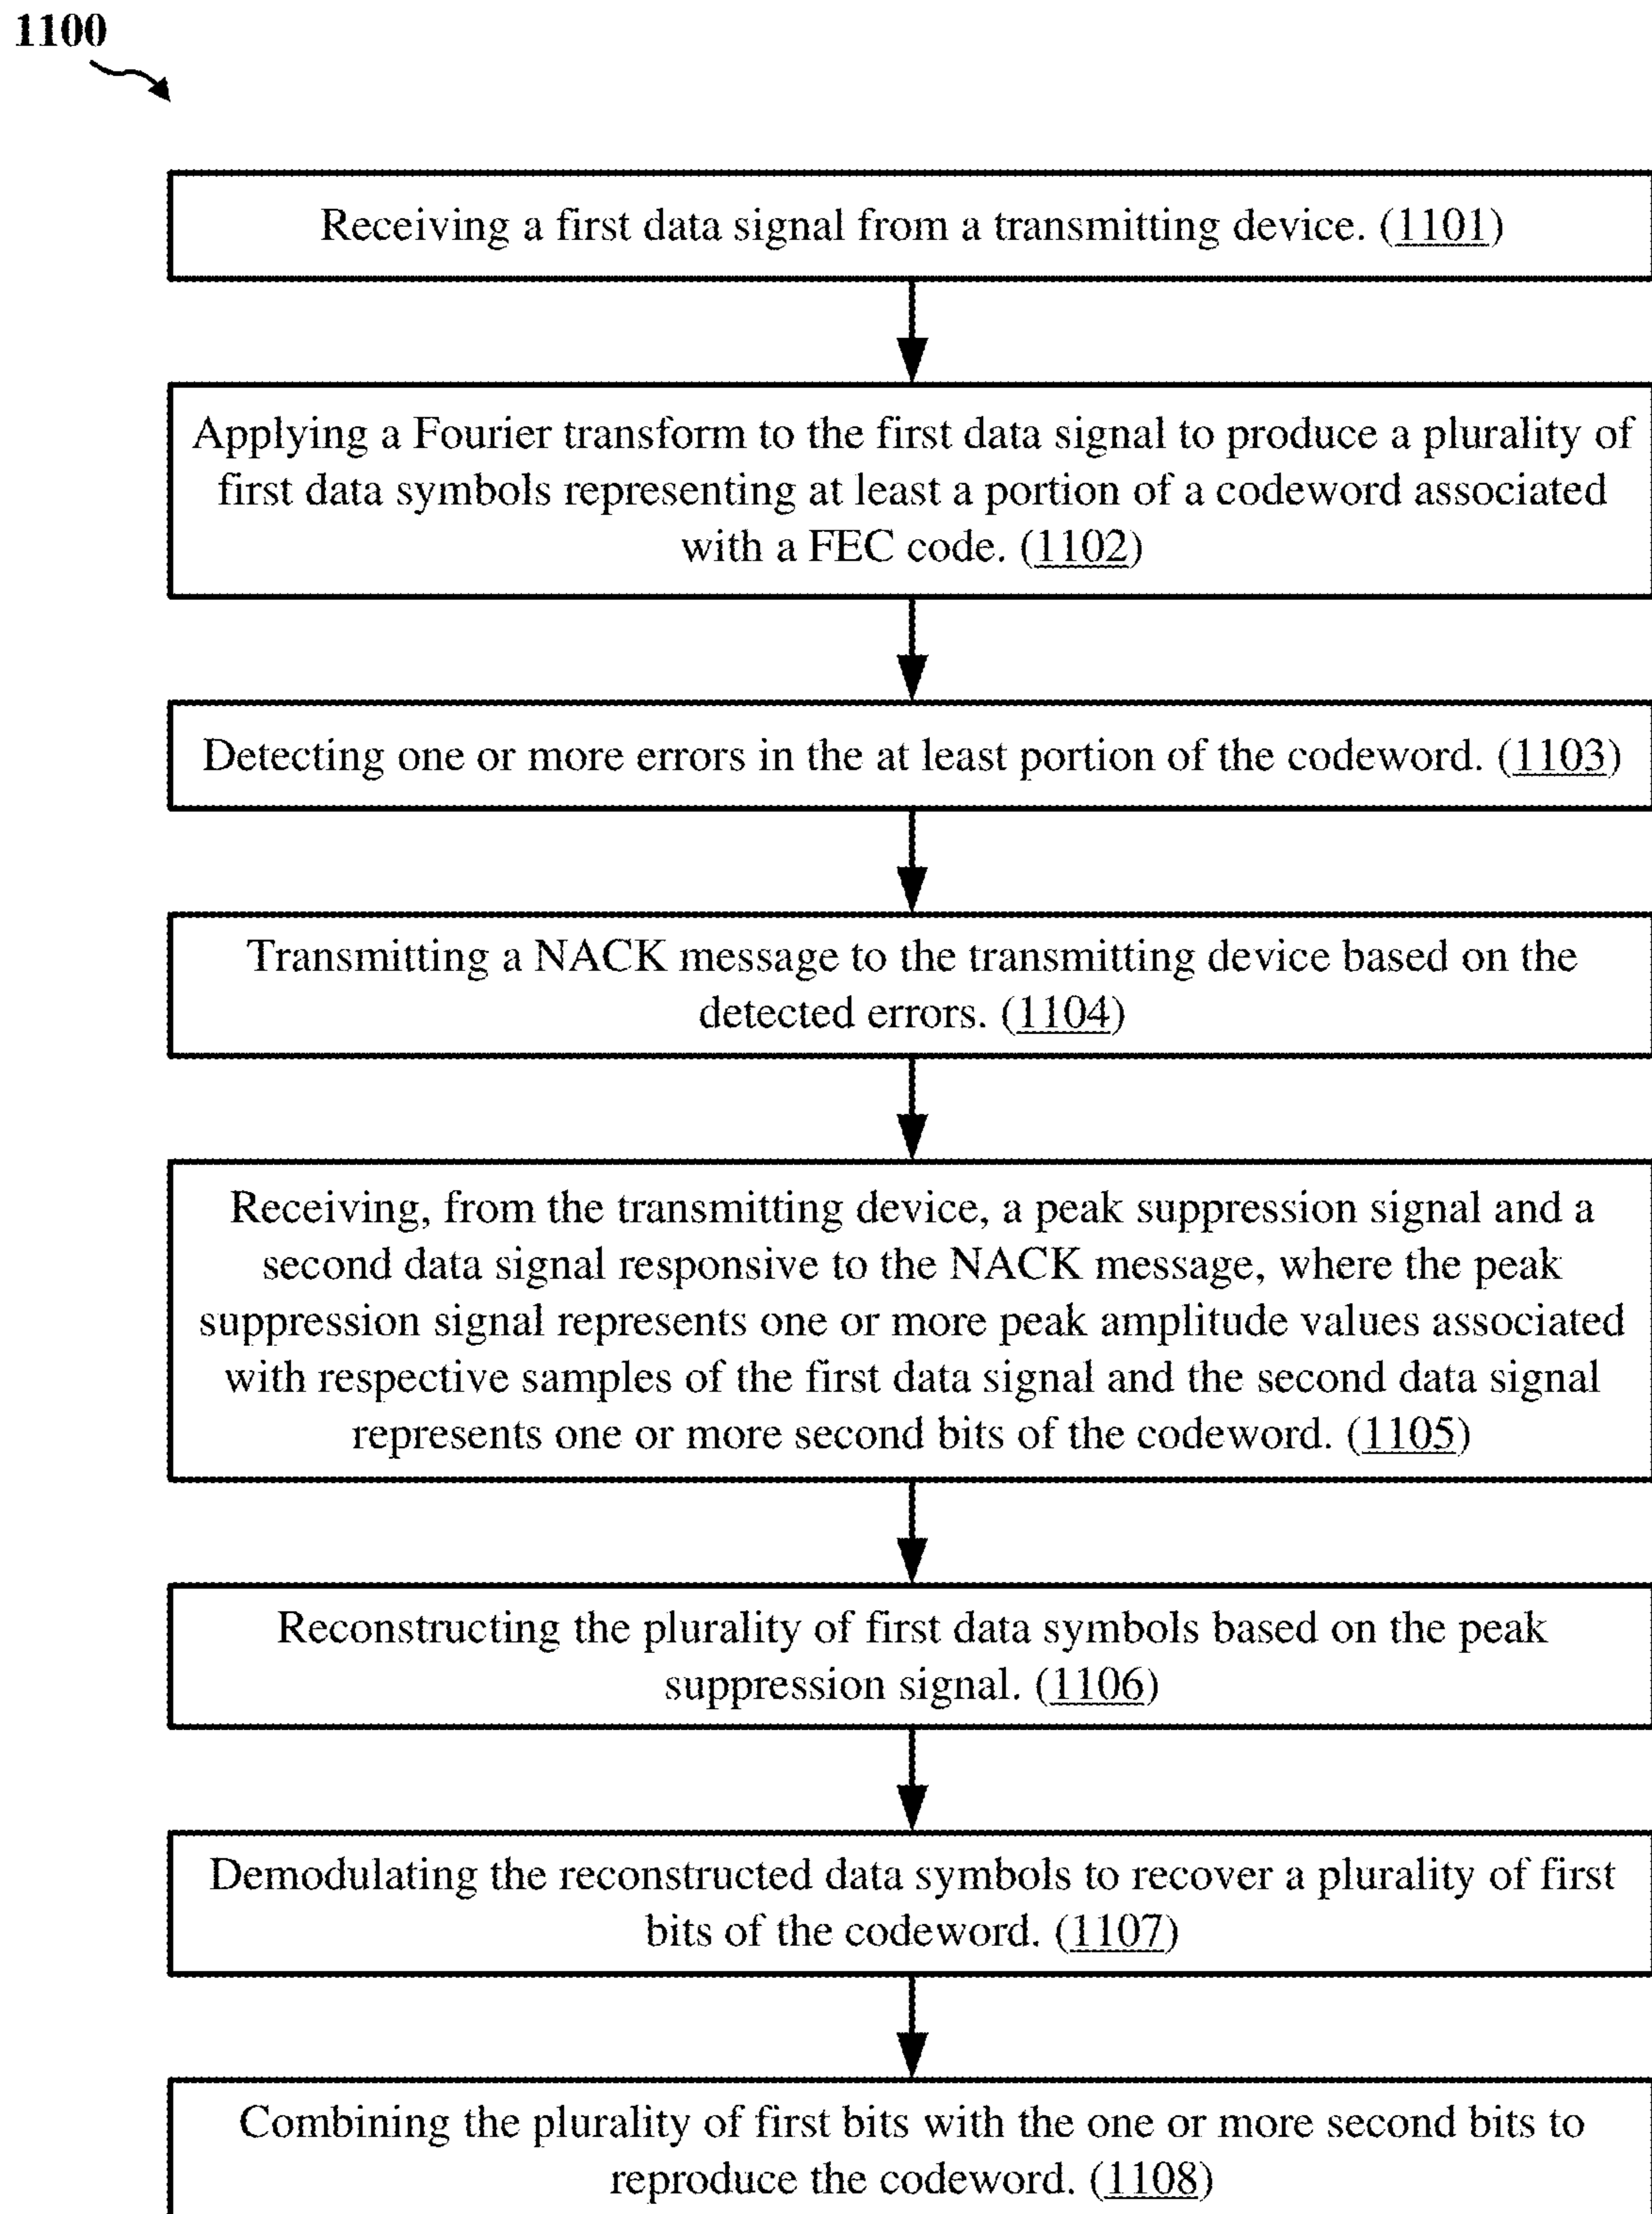 1100
Receiving a first data signal from a transmitting device. (1101)
Applying a Fourier transform to the first data signal to produce a plurality of
first data symbols representing at least a portion of a codeword associated
with a FEC code. (1102)
Detecting one or more errors in the at least portion of the codeword. (1103)
Transmitting a NACK message to the transmitting device based on the
detected errors. (1104)
Receiving, from the transmitting device, a peak suppression signal and a
second data signal responsive to the NACK message, where the peak
suppression signal represents one or more peak amplitude values associated
with respective samples of the first data signal and the second data signal
represents one or more second bits of the codeword. (1105)
Reconstructing the plurality of first data symbols based on the peak
suppression signal. (1106)
Demodulating the reconstructed data symbols to recover a plurality of first
bits of the codeword. (1107)
Combining the plurality of first bits with the one or more second bits to
reproduce the codeword. (1108)